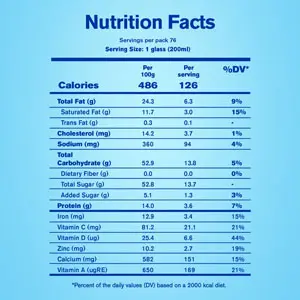 Nutrition Facts
Servings per pack 76
Serving Size: 1 glass (200ml)
Per 100g Per serving %DV*
Calories 486 126
Total Fat (g) 24.3 6.3 9%
Saturated Fat (g) 11.7 3.0 15%
Trans Fat (g) 0.3 0.1 -
Cholesterol (mg) 14.2 3.7 1%
Sodium (mg) 360 94 4%
Total
Carbohydrate (g) 52.9 13.8 5%
Dietary Fiber (g) 0.0 0.0 0%
Total Sugar (g) 52.8 13.7 -
Added Sugar (g) 5.1 1.3 3%
Protein (g) 14.0 3.6 7%
Iron (mg) 12.9 3.4 15%
Vitamin C (mg) 81.2 21.1 21%
Vitamin D (ug) 25.4 6.6 44%
Zinc (mg) 10.2 2.7 19%
Calcium (mg) 582 151 15%
Vitamin A (ugRE) 650 169 21%
*Percent of the daily values (DV) based on a 2000 kcal diet.